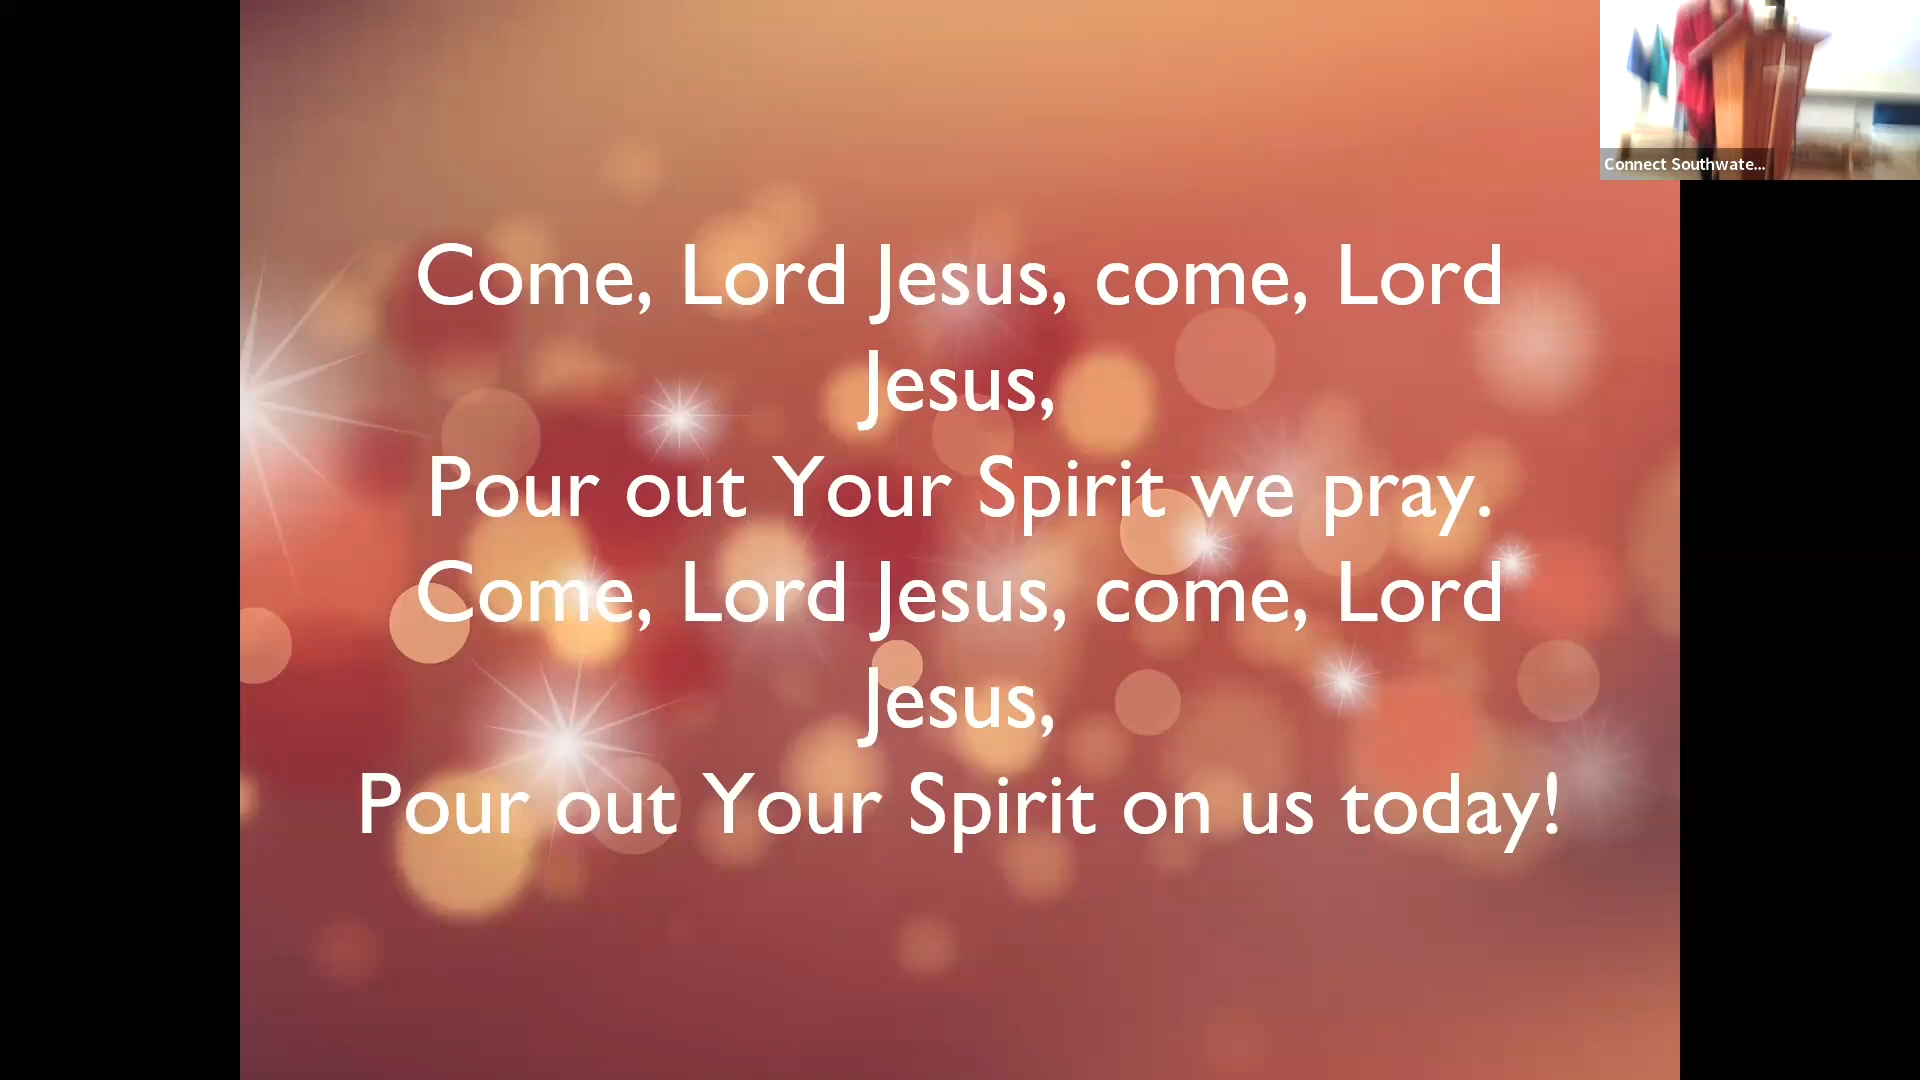 Come, Lord Jesus, come, Lord
Jesus,
Pour out Your Spirit we pray.
Come, Lord Jesus, come, Lord
Jesus,
Pour out Your Spirit on us today!
Connect Southwate...